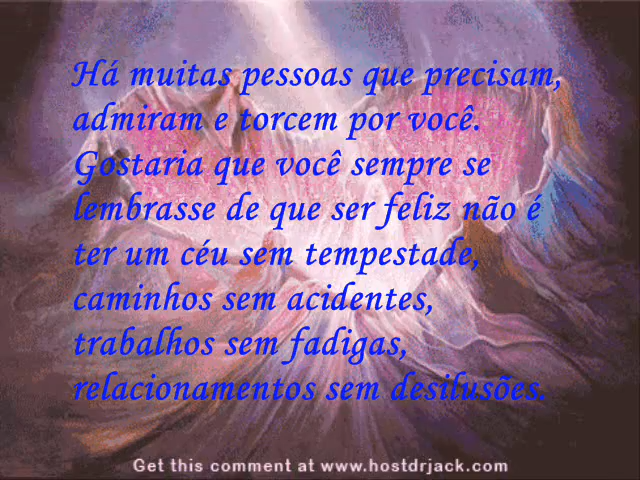 Há muitas pessoas que precisam,
admiram e torcem por você.
Gostaria que você sempre se
lembrasse de que ser feliz não é
ter um céu sem tempestade,
caminhos sem acidentes,
trabalhos sem fadigas,
relacionamentos sem desilusões.
Get this comment at www.hostdrjack.com